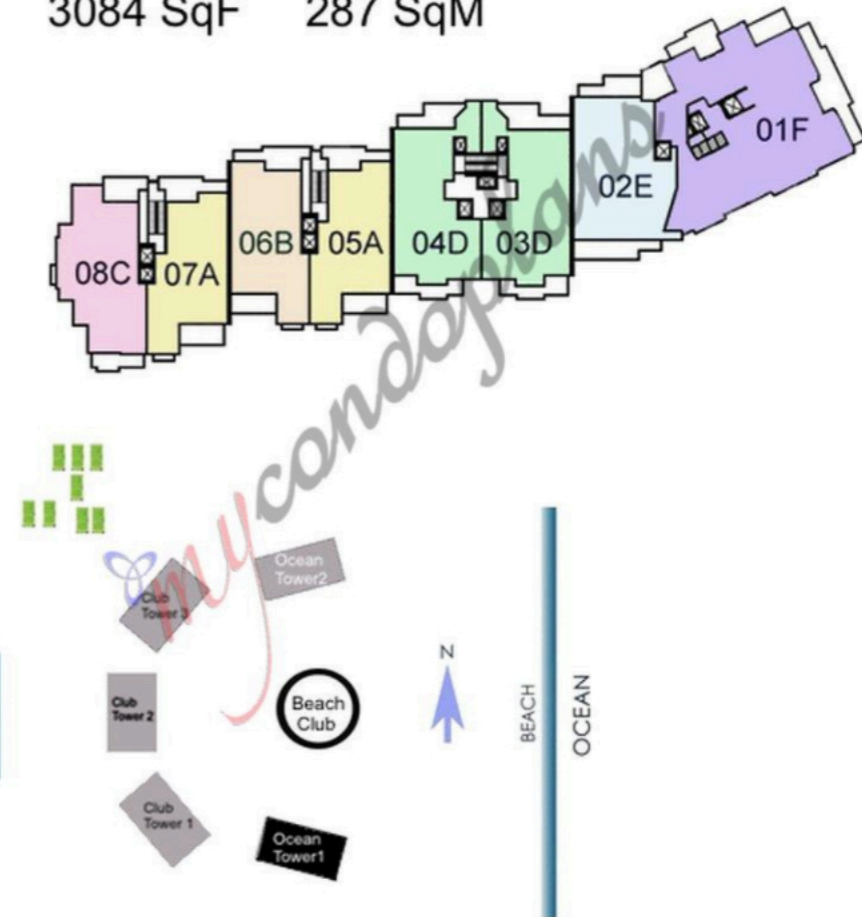 3084 SqF 287 SqM
01F
02E
04D 03D
06B 05A
08C 07A
mycondoplans
Ocean
Tower2
Club
Tower 3
N
Club
Tower 2
Beach
Club
BEACH
OCEAN
Club
Tower 1
Ocean
Tower1